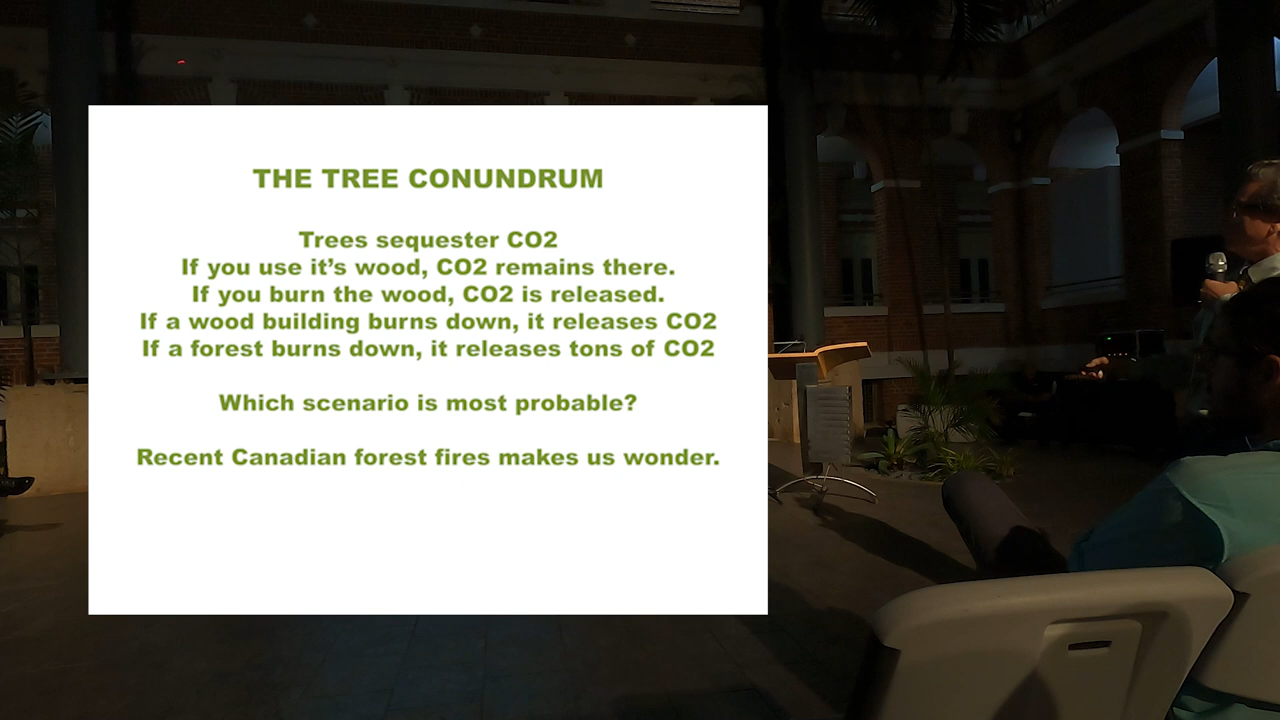 THE TREE CONUNDRUM
Trees sequester CO2
If you use it's wood, CO2 remains there.
If you burn the wood, CO2 is released.
If a wood building burns down, it releases CO2
If a forest burns down, it releases tons of CO2
Which scenario is most probable?
Recent Canadian forest fires makes us wonder.